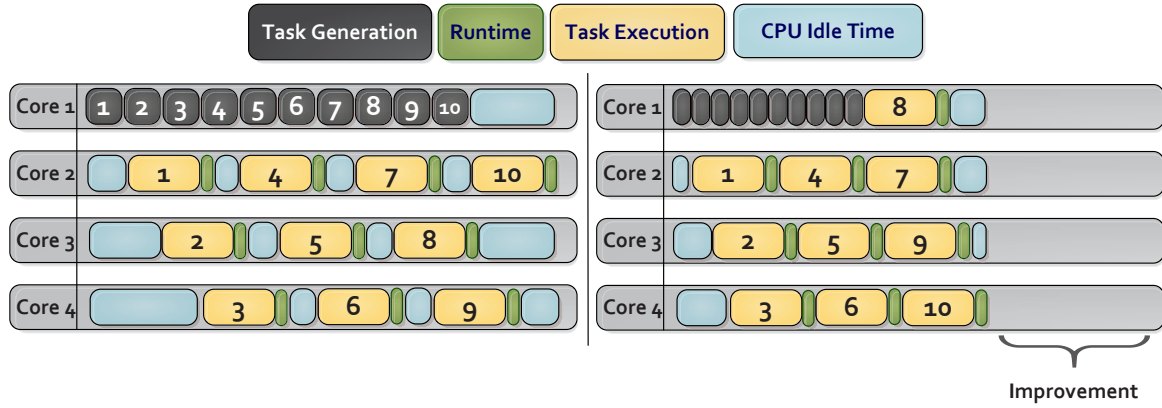 Task Generation Runtime Task Execution CPU Idle Time
Core 1 1 2 3 4 5 6 7 8 9 10
Core 2 1 4 7 10
Core 3 2 5 8
Core 4 3 6 9
Core 1 8
Core 2 1 4 7
Core 3 2 5 9
Core 4 3 6 10
Improvement